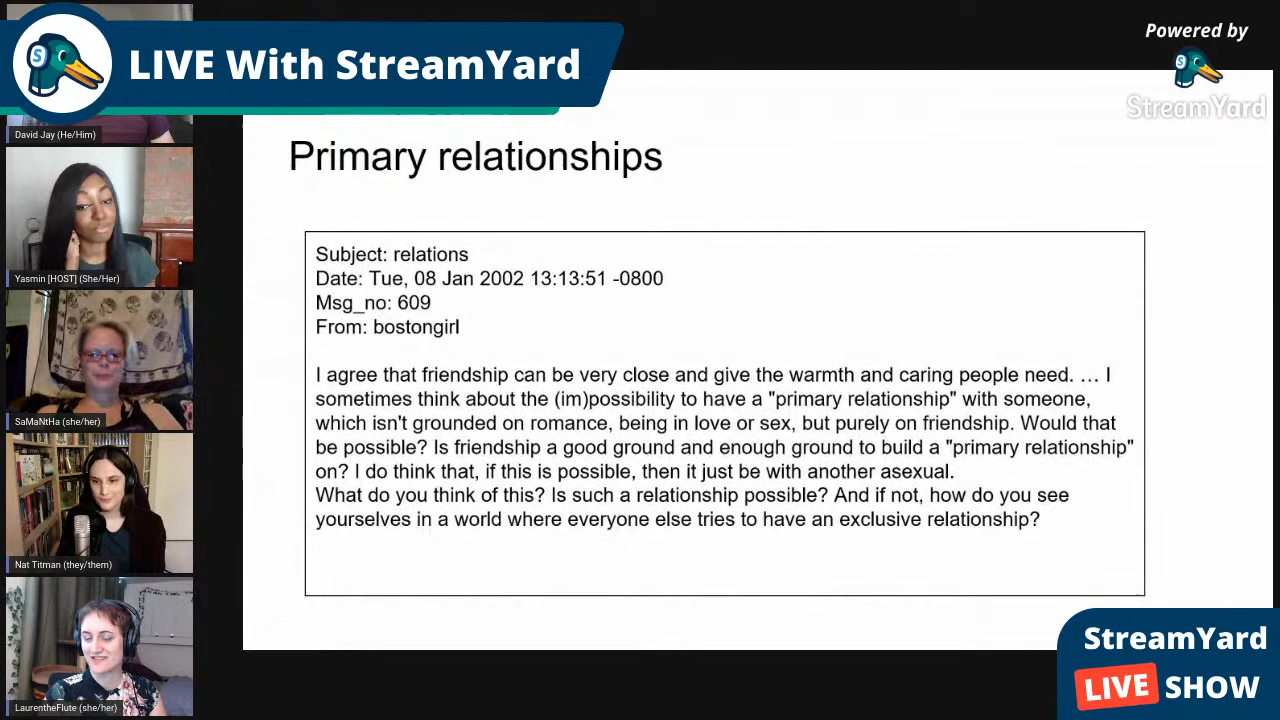 LIVE With StreamYard
Powered by
StreamYard
David Jay (He/Him)
Yasmin [HOST] (She/Her)
SaMaNtHa (she/her)
Nat Titman (they/them)
LaurentheFlute (she/her)
Primary relationships
Subject: relations
Date: Tue, 08 Jan 2002 13:13:51 -0800
Msg_no: 609
From: bostongirl
I agree that friendship can be very close and give the warmth and caring people need. … I
sometimes think about the (im)possibility to have a "primary relationship" with someone,
which isn't grounded on romance, being in love or sex, but purely on friendship. Would that
be possible? Is friendship a good ground and enough ground to build a "primary relationship"
on? I do think that, if this is possible, then it just be with another asexual.
What do you think of this? Is such a relationship possible? And if not, how do you see
yourselves in a world where everyone else tries to have an exclusive relationship?
StreamYard
LIVE SHOW